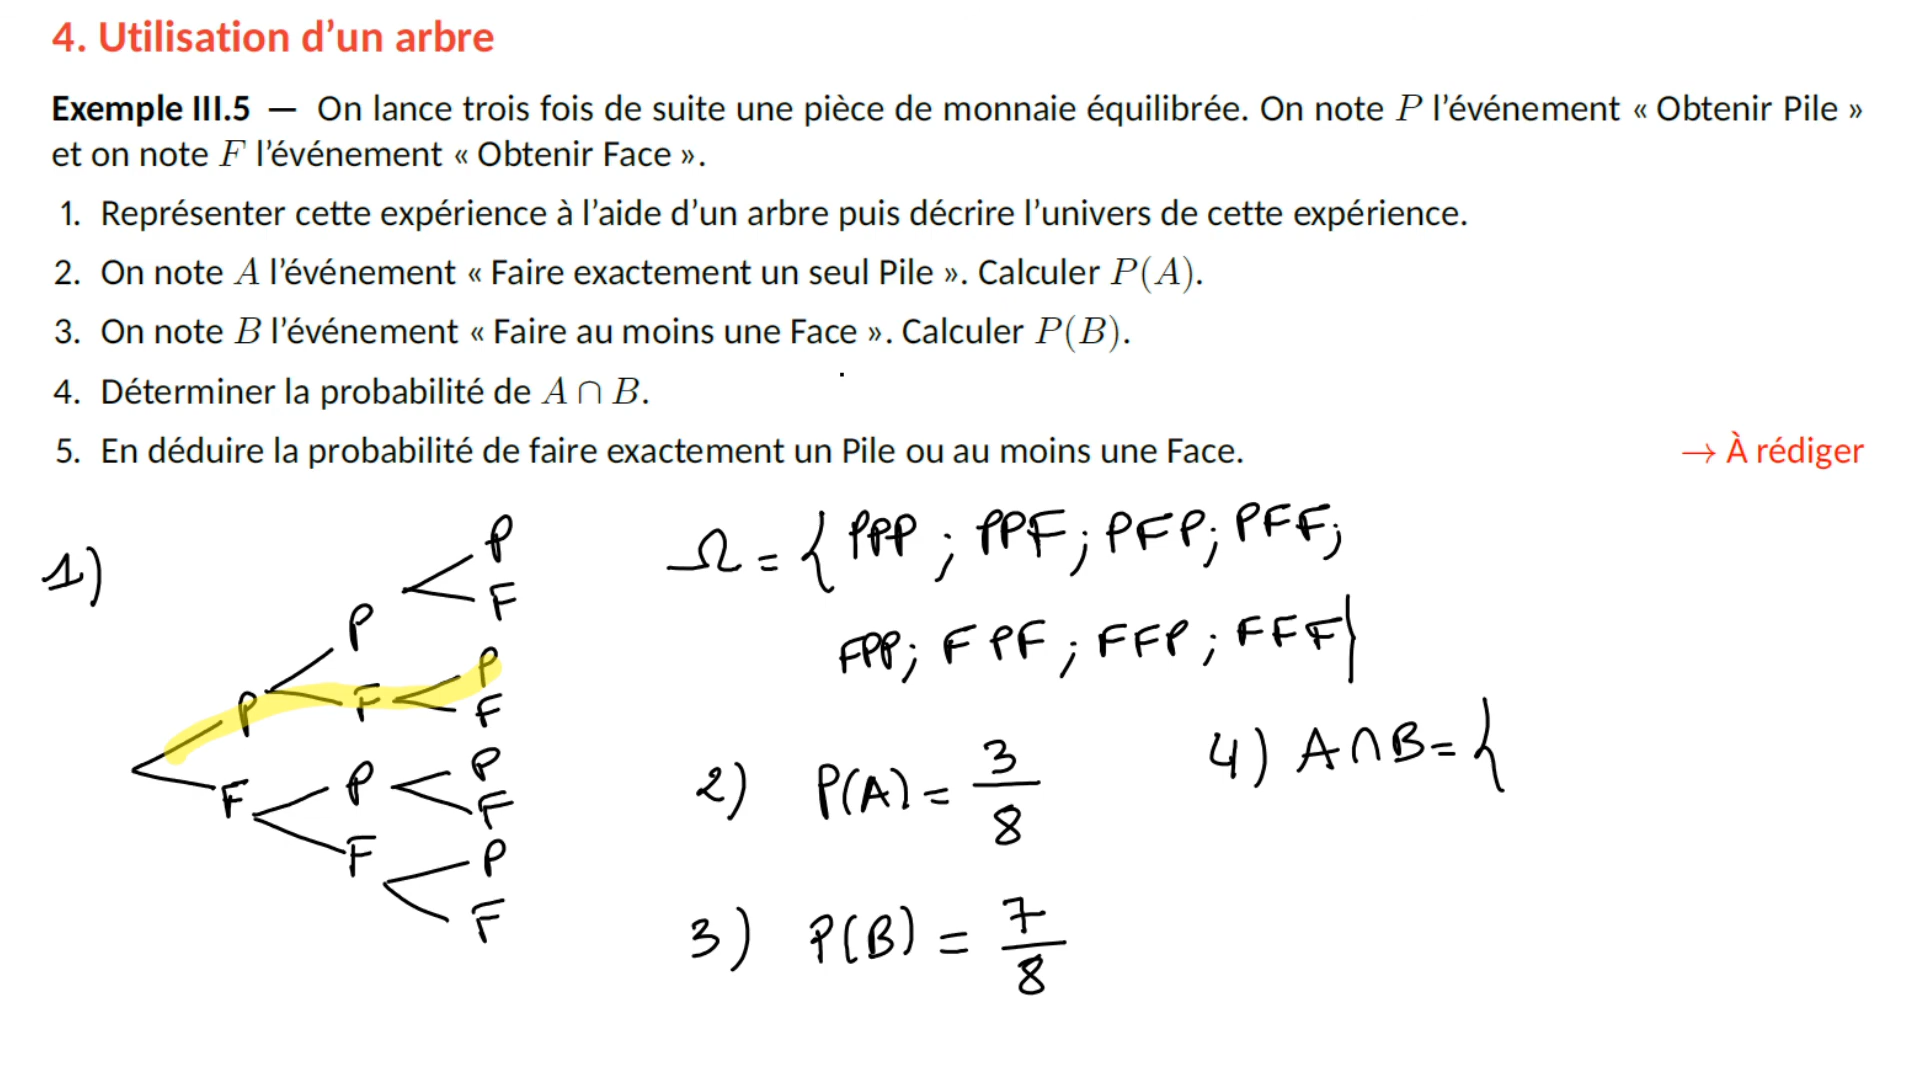 4. Utilisation d'un arbre
Exemple III.5 — On lance trois fois de suite une pièce de monnaie équilibrée. On note P l'événement « Obtenir Pile »
et on note F l'événement « Obtenir Face ».
1. Représenter cette expérience à l'aide d'un arbre puis décrire l'univers de cette expérience.
2. On note A l'événement « Faire exactement un seul Pile ». Calculer P(A).
3. On note B l'événement « Faire au moins une Face ». Calculer P(B).
4. Déterminer la probabilité de A ∩ B.
5. En déduire la probabilité de faire exactement un Pile ou au moins une Face. → À rédiger
1)
P
F
P
P
F
P
F
P
F
P
P
F
F
P
F
Ω = { PPP ; PPF ; PFP ; PFF ;
FPP ; FPF ; FFP ; FFF }
2) P(A) = 3/8
3) P(B) = 7/8
4) A∩B = {